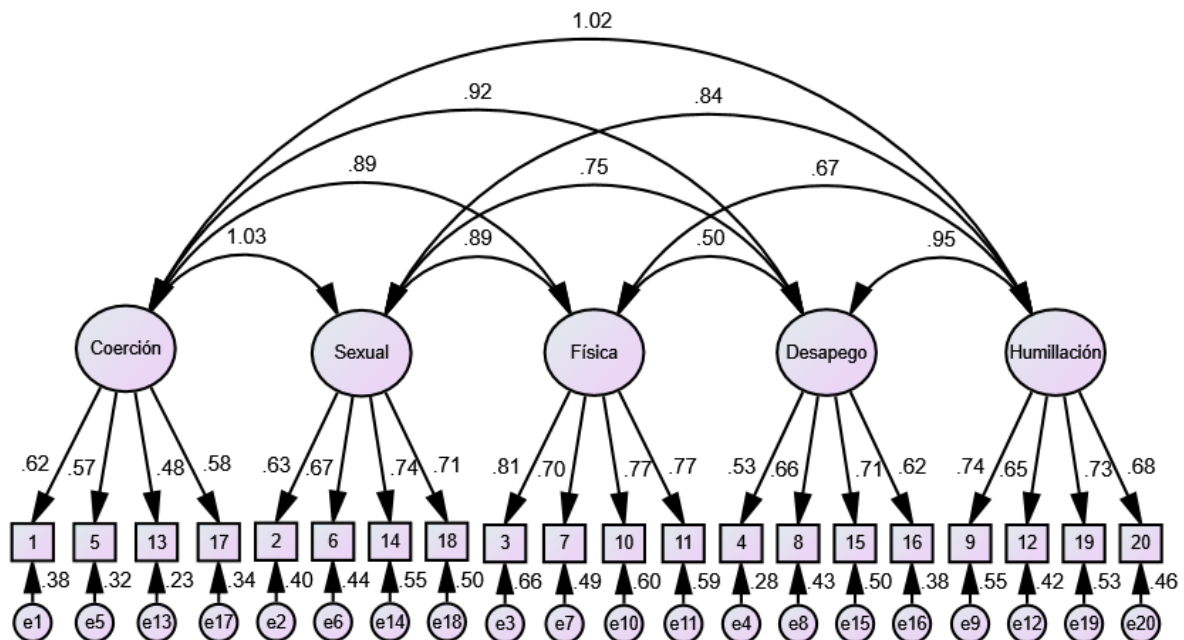 1.02
.92 .84
.89 .75 .67
1.03 .89 .50 .95
Coerción Sexual Física Desapego Humillación
.62 .57 .48 .58 .63 .67 .74 .71 .81 .70 .77 .77 .53 .66 .71 .62 .74 .65 .73 .68
1 5 13 17 2 6 14 18 3 7 10 11 4 8 15 16 9 12 19 20
.38 .32 .23 .34 .40 .44 .55 .50 .66 .49 .60 .59 .28 .43 .50 .38 .55 .42 .53 .46
e1 e5 e13 e17 e2 e6 e14 e18 e3 e7 e10 e11 e4 e8 e15 e16 e9 e12 e19 e20